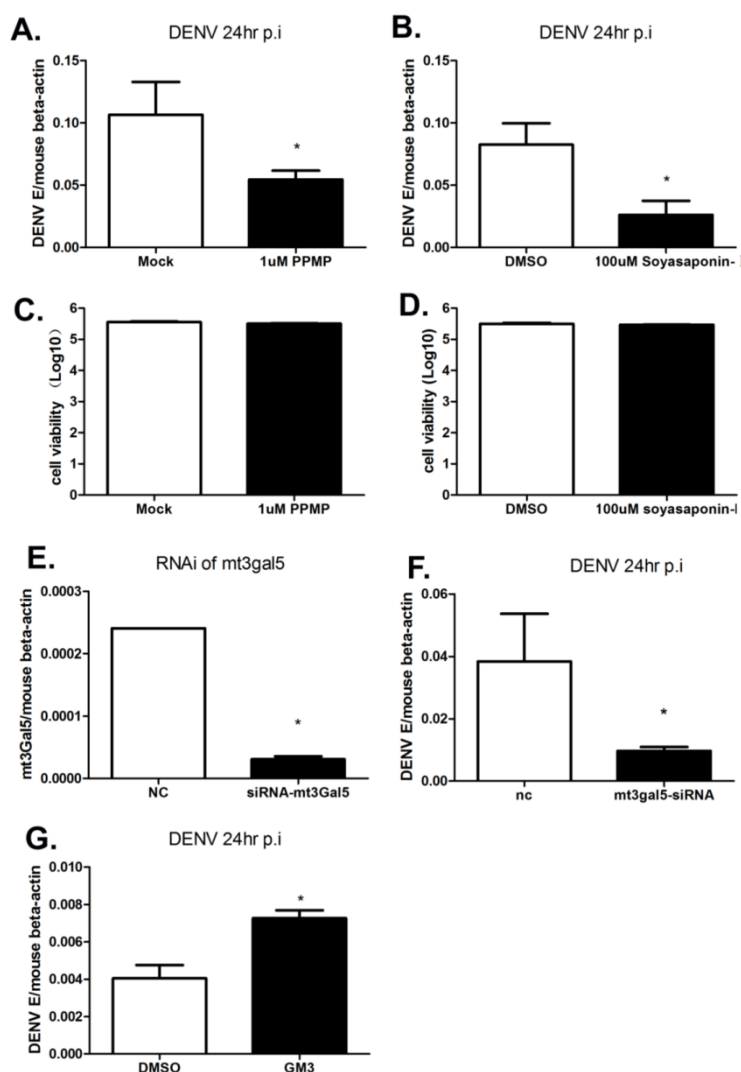 A.
DENV 24hr p.i
DENV E/mouse beta-actin
0.15
0.10
0.05
0.00
Mock
1uM PPMP
*
B.
DENV 24hr p.i
DENV E/mouse beta-actin
0.15
0.10
0.05
0.00
DMSO
100uM Soyasaponin-
*
C.
cell viability (Log10)
6
5
4
3
2
1
0
Mock
1uM PPMP
D.
cell viability (Log10)
6
5
4
3
2
1
0
DMSO
100uM soyasaponin-I
E.
RNAi of mt3gal5
mt3Gal5/mouse beta-actin
0.0003
0.0002
0.0001
0.0000
NC
siRNA-mt3Gal5
*
F.
DENV 24hr p.i
DENV E/mouse beta-actin
0.06
0.04
0.02
0.00
nc
mt3gal5-siRNA
*
G.
DENV 24hr p.i
DENV E/mouse beta-actin
0.010
0.008
0.006
0.004
0.002
0.000
DMSO
GM3
*